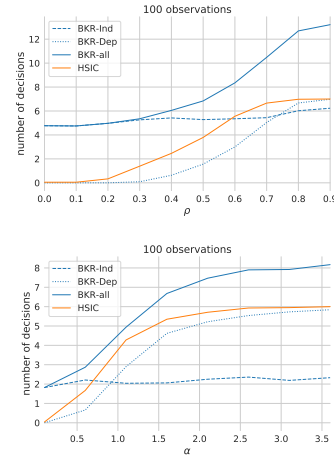 100 observations
BKR-Ind
BKR-Dep
BKR-all
HSIC
number of decisions
12
10
8
6
4
2
0
0.0 0.1 0.2 0.3 0.4 0.5 0.6 0.7 0.8 0.9
ρ
100 observations
BKR-Ind
BKR-Dep
BKR-all
HSIC
number of decisions
8
7
6
5
4
3
2
1
0
0.5 1.0 1.5 2.0 2.5 3.0 3.5
α